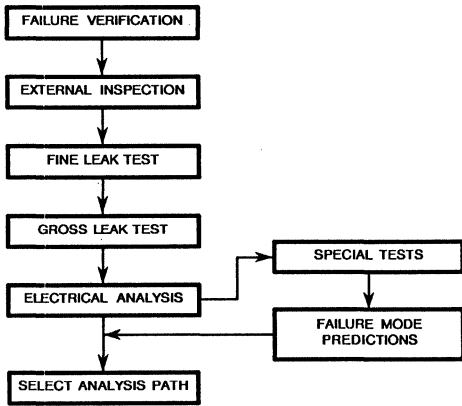 FAILURE VERIFICATION
EXTERNAL INSPECTION
FINE LEAK TEST
GROSS LEAK TEST
ELECTRICAL ANALYSIS
SPECIAL TESTS
FAILURE MODE
PREDICTIONS
SELECT ANALYSIS PATH